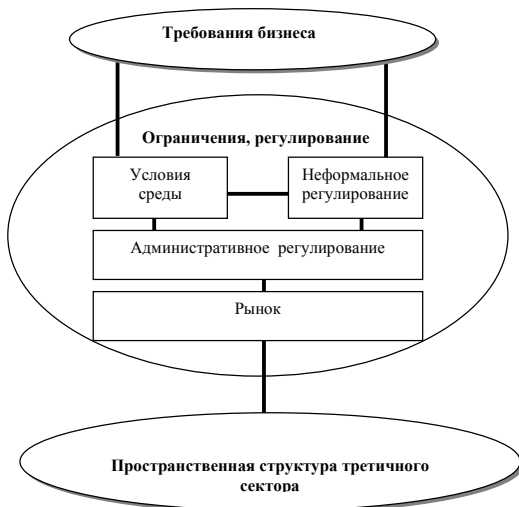 Требования бизнеса
Ограничения, регулирование
Условия
среды
Неформальное
регулирование
Административное регулирование
Рынок
Пространственная структура третичного
сектора